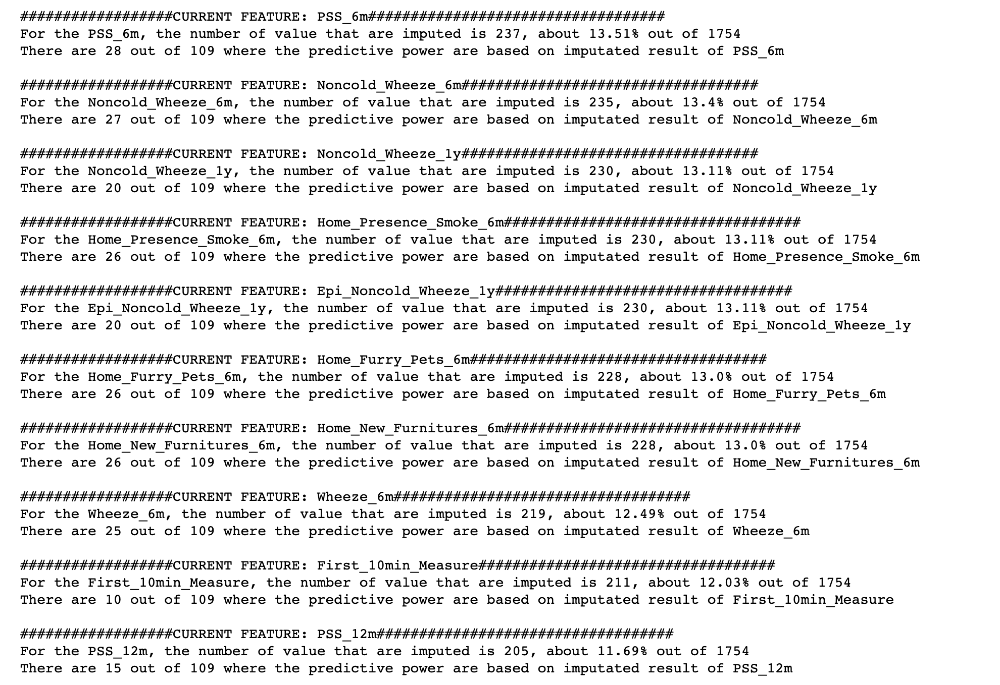 ##################CURRENT FEATURE: PSS_6m###################################
For the PSS_6m, the number of value that are imputed is 237, about 13.51% out of 1754
There are 28 out of 109 where the predictive power are based on imputated result of PSS_6m
##################CURRENT FEATURE: Noncold_Wheeze_6m###################################
For the Noncold_Wheeze_6m, the number of value that are imputed is 235, about 13.4% out of 1754
There are 27 out of 109 where the predictive power are based on imputated result of Noncold_Wheeze_6m
##################CURRENT FEATURE: Noncold_Wheeze_1y###################################
For the Noncold_Wheeze_1y, the number of value that are imputed is 230, about 13.11% out of 1754
There are 20 out of 109 where the predictive power are based on imputated result of Noncold_Wheeze_1y
##################CURRENT FEATURE: Home_Presence_Smoke_6m###################################
For the Home_Presence_Smoke_6m, the number of value that are imputed is 230, about 13.11% out of 1754
There are 26 out of 109 where the predictive power are based on imputated result of Home_Presence_Smoke_6m
##################CURRENT FEATURE: Epi_Noncold_Wheeze_1y###################################
For the Epi_Noncold_Wheeze_1y, the number of value that are imputed is 230, about 13.11% out of 1754
There are 20 out of 109 where the predictive power are based on imputated result of Epi_Noncold_Wheeze_1y
##################CURRENT FEATURE: Home_Furry_Pets_6m###################################
For the Home_Furry_Pets_6m, the number of value that are imputed is 228, about 13.0% out of 1754
There are 26 out of 109 where the predictive power are based on imputated result of Home_Furry_Pets_6m
##################CURRENT FEATURE: Home_New_Furnitures_6m###################################
For the Home_New_Furnitures_6m, the number of value that are imputed is 228, about 13.0% out of 1754
There are 26 out of 109 where the predictive power are based on imputated result of Home_New_Furnitures_6m
##################CURRENT FEATURE: Wheeze_6m###################################
For the Wheeze_6m, the number of value that are imputed is 219, about 12.49% out of 1754
There are 25 out of 109 where the predictive power are based on imputated result of Wheeze_6m
##################CURRENT FEATURE: First_10min_Measure###################################
For the First_10min_Measure, the number of value that are imputed is 211, about 12.03% out of 1754
There are 10 out of 109 where the predictive power are based on imputated result of First_10min_Measure
##################CURRENT FEATURE: PSS_12m###################################
For the PSS_12m, the number of value that are imputed is 205, about 11.69% out of 1754
There are 15 out of 109 where the predictive power are based on imputated result of PSS_12m